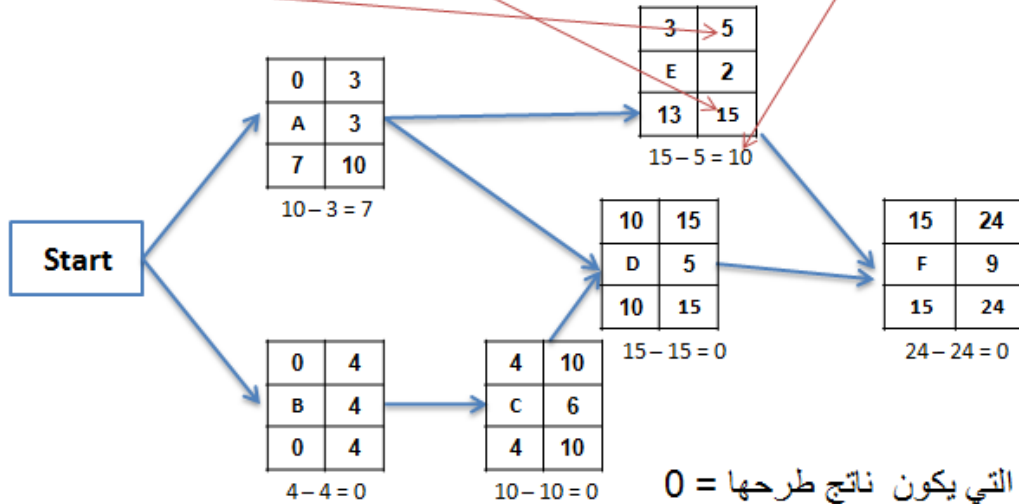 3 5
E 2
13 15
15 – 5 = 10
0 3
A 3
7 10
10 – 3 = 7
Start
10 15
D 5
10 15
15 – 15 = 0
15 24
F 9
15 24
24 – 24 = 0
0 4
B 4
0 4
4 – 4 = 0
4 10
C 6
4 10
10 – 10 = 0
التي يكون ناتج طرحها = 0